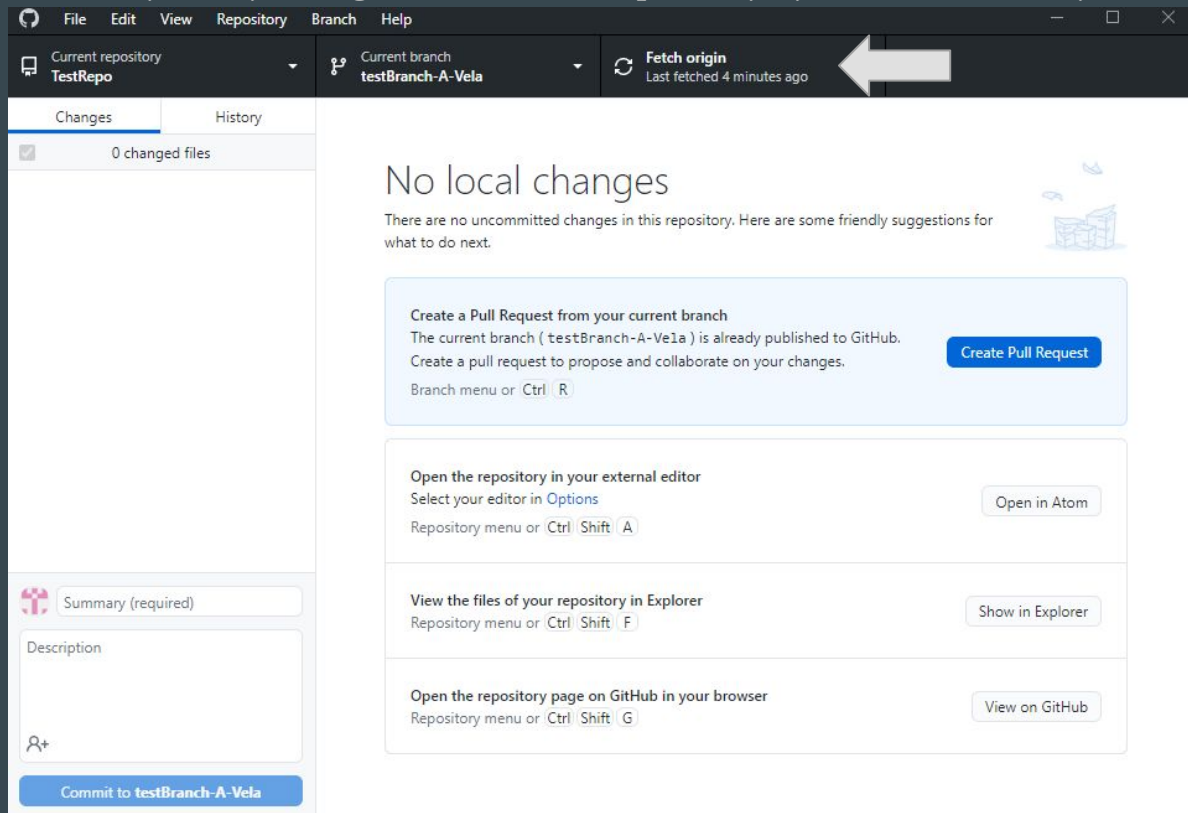 File Edit View Repository Branch Help
Current repository
TestRepo
Current branch
testBranch-A-Vela
Fetch origin
Last fetched 4 minutes ago
Changes History
0 changed files
No local changes
There are no uncommitted changes in this repository. Here are some friendly suggestions for
what to do next.
Create a Pull Request from your current branch
The current branch (testBranch-A-Vela) is already published to GitHub.
Create a pull request to propose and collaborate on your changes.
Branch menu or Ctrl R
Create Pull Request
Open the repository in your external editor
Select your editor in Options
Repository menu or Ctrl Shift A
Open in Atom
View the files of your repository in Explorer
Repository menu or Ctrl Shift F
Show in Explorer
Open the repository page on GitHub in your browser
Repository menu or Ctrl Shift G
View on GitHub
Summary (required)
Description
Commit to testBranch-A-Vela